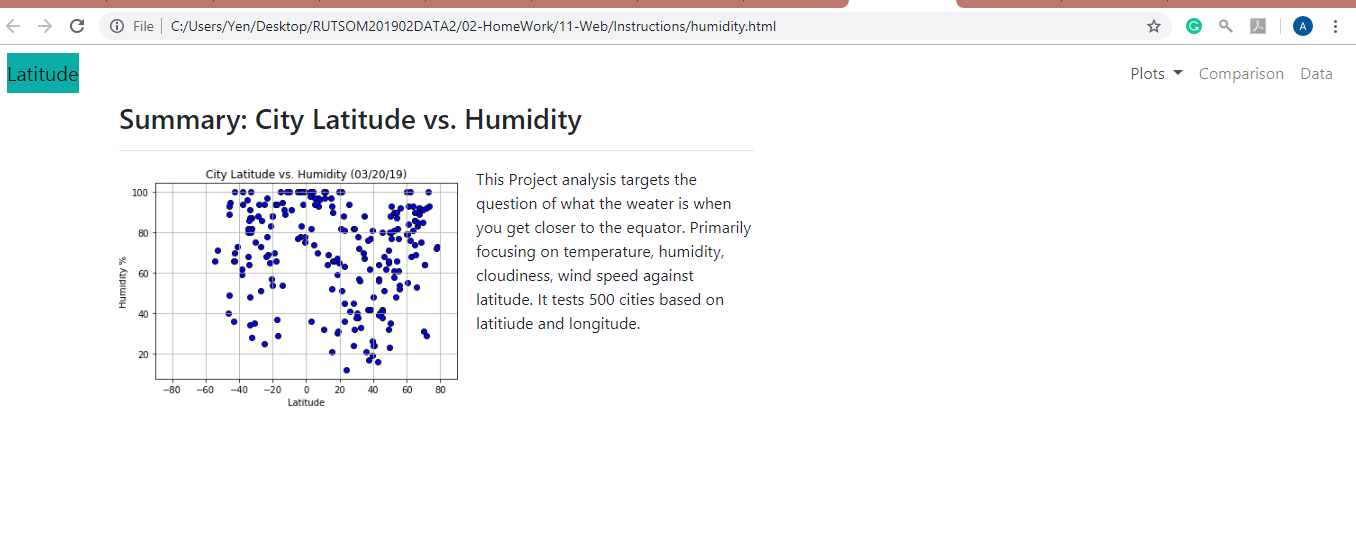 File C:/Users/Yen/Desktop/RUTSOM201902DATA2/02-HomeWork/11-Web/Instructions/humidity.html
A
Latitude
Plots Comparison Data
Summary: City Latitude vs. Humidity
City Latitude vs. Humidity (03/20/19)
100
80
60
40
20
Humidity %
−80 −60 −40 −20 0 20 40 60 80
Latitude
This Project analysis targets the
question of what the weater is when
you get closer to the equator. Primarily
focusing on temperature, humidity,
cloudiness, wind speed against
latitude. It tests 500 cities based on
latitiude and longitude.